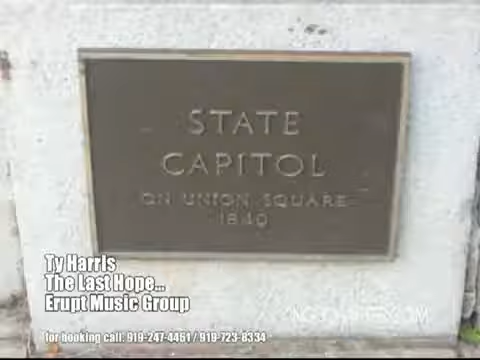 STATE
CAPITOL
ON UNION SQUARE
1840
Ty Harris
The Last Hope...
Erupt Music Group
for booking call: 919-247-4461 / 919-723-8334